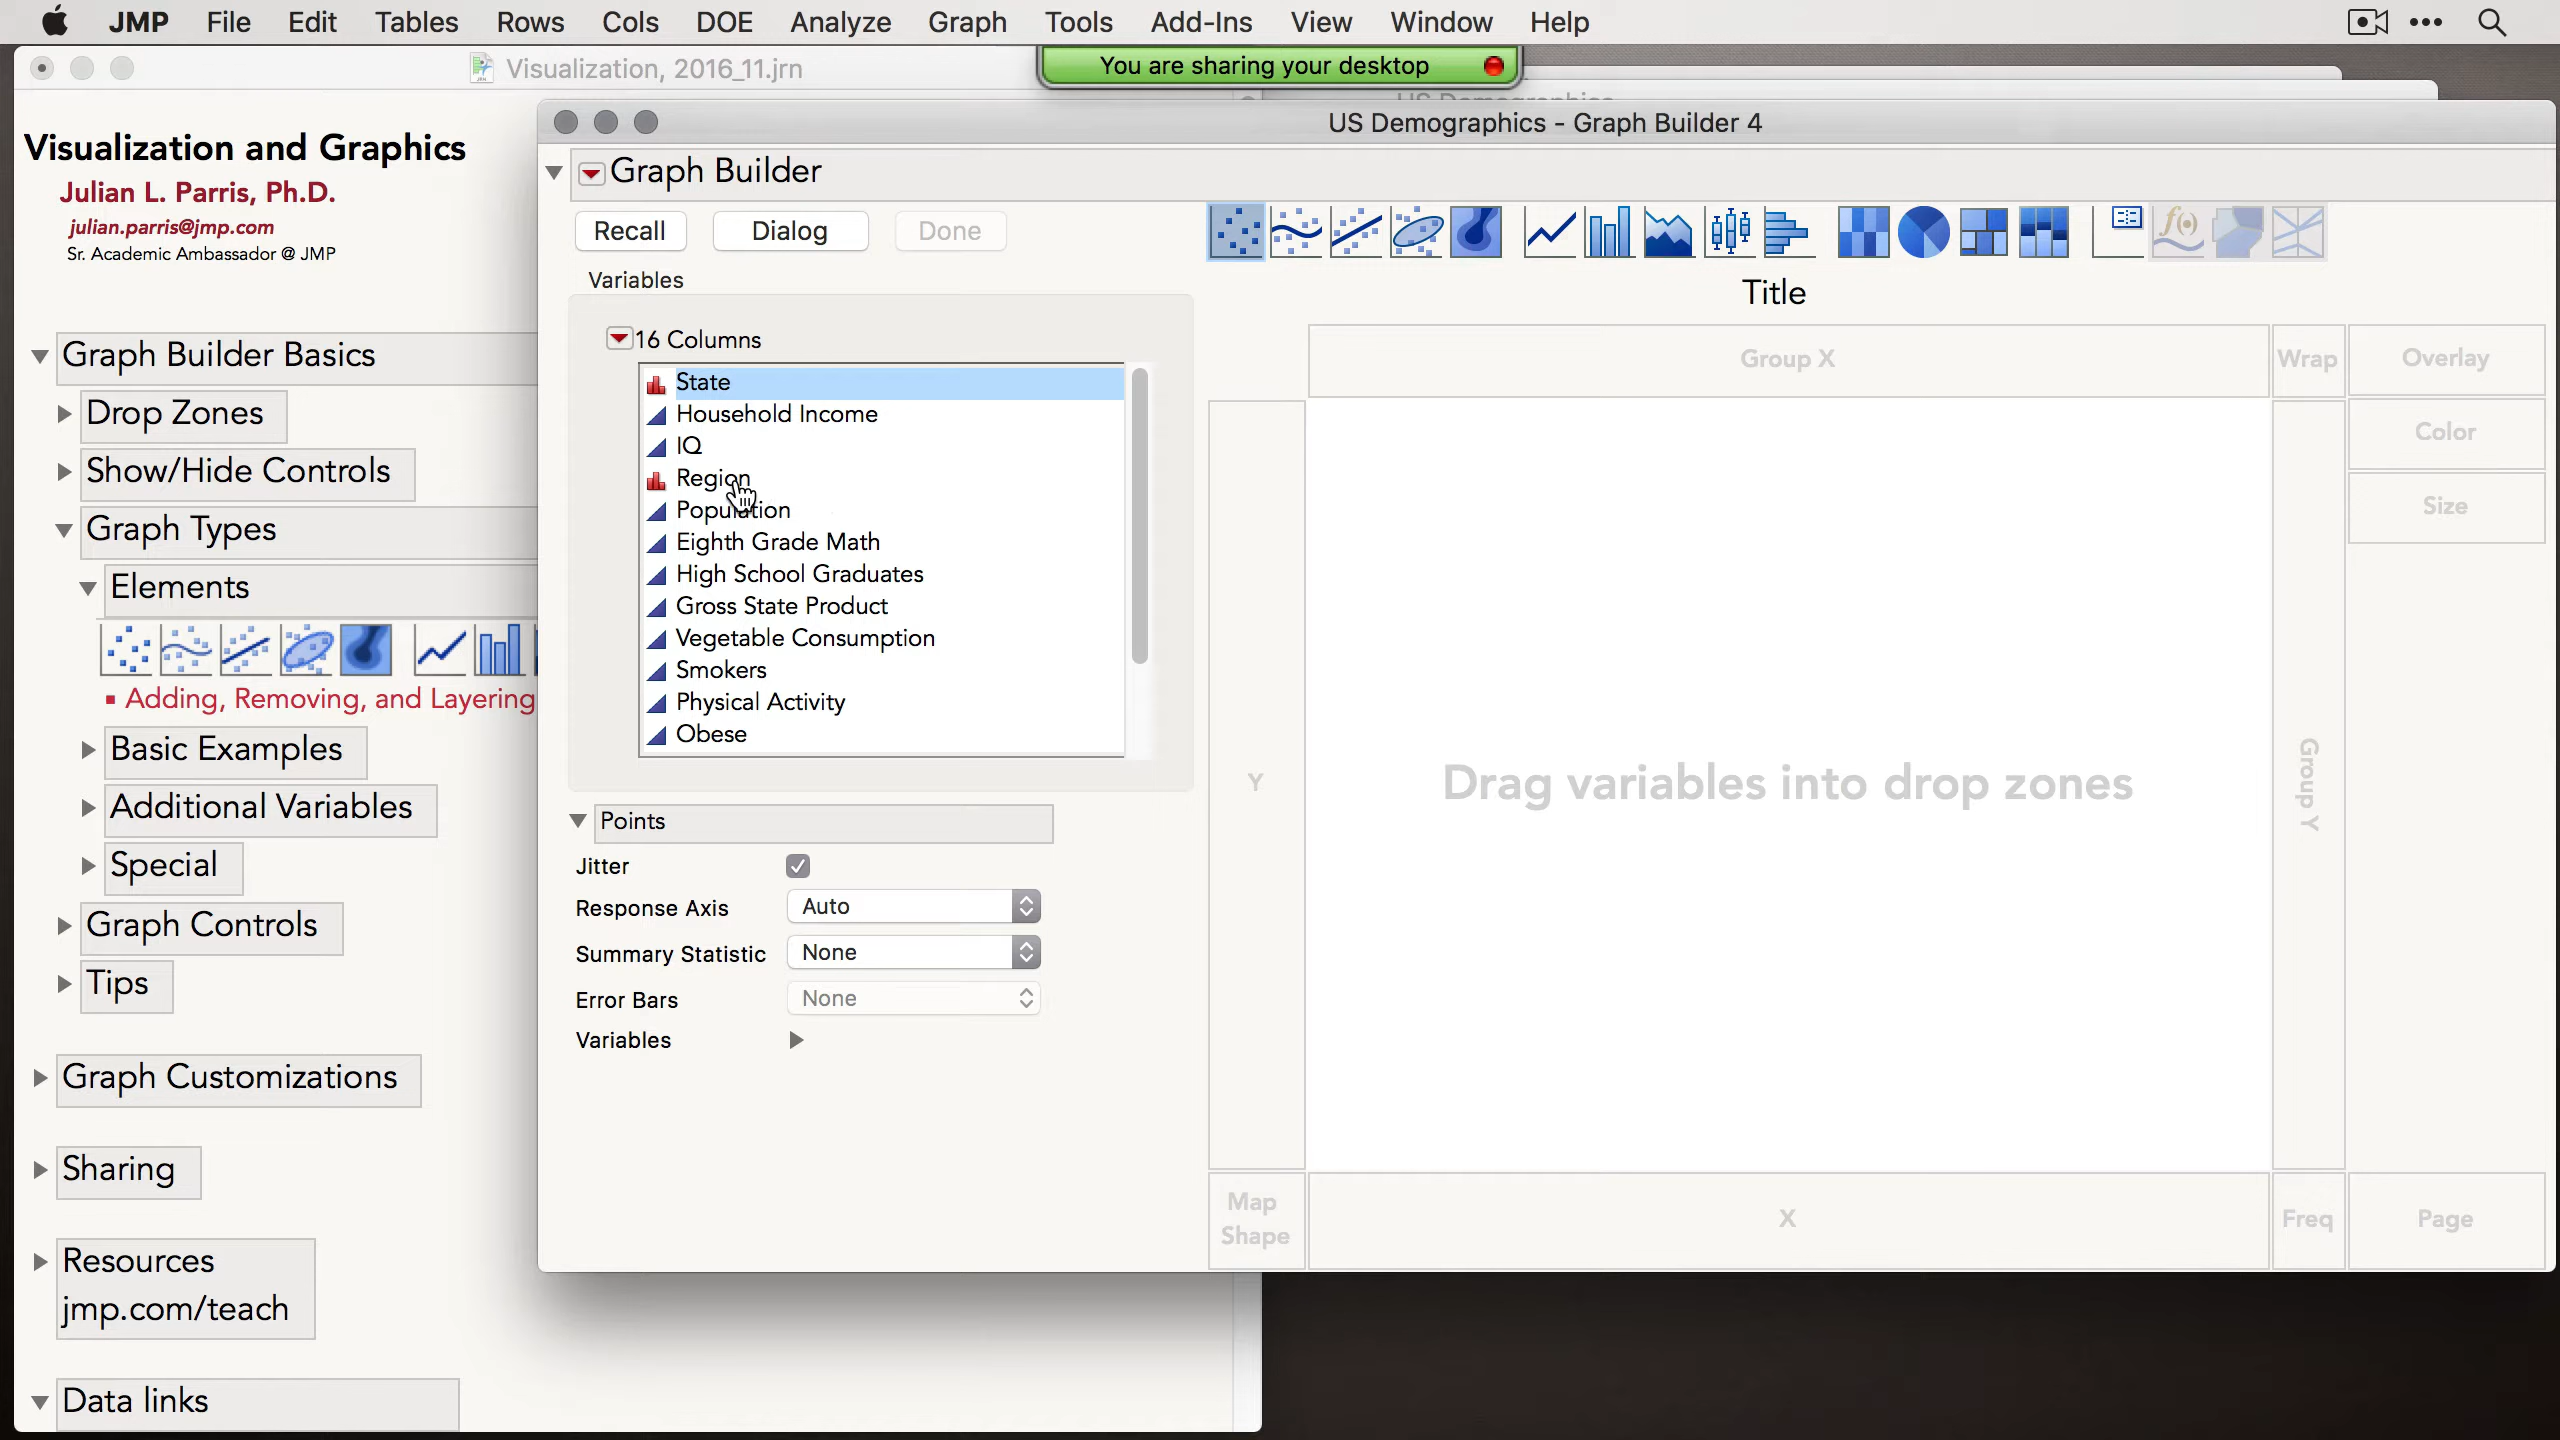 JMP File Edit Tables Rows Cols DOE Analyze Graph Tools Add-Ins View Window Help
Visualization, 2016_11.jrn
You are sharing your desktop
US Demographics
US Demographics - Graph Builder 4
Visualization and Graphics
Julian L. Parris, Ph.D.
julian.parris@jmp.com
Sr. Academic Ambassador @ JMP
Graph Builder Basics
Drop Zones
Show/Hide Controls
Graph Types
Elements
Adding, Removing, and Layering
Basic Examples
Additional Variables
Special
Graph Controls
Tips
Graph Customizations
Sharing
Resources
jmp.com/teach
Data links
Graph Builder
Recall Dialog Done
Variables
16 Columns
State
Household Income
IQ
Region
Population
Eighth Grade Math
High School Graduates
Gross State Product
Vegetable Consumption
Smokers
Physical Activity
Obese
Points
Jitter
Response Axis Auto
Summary Statistic None
Error Bars None
Variables
Title
Group X
Wrap
Overlay
Color
Size
Y
Drag variables into drop zones
Group Y
Map
Shape
X
Freq
Page